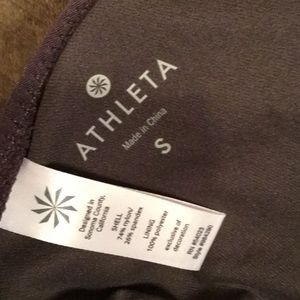 ATHLETA
Made in China
S
Designed in
Sonoma County,
California
SHELL
74% nylon/
26% spandex
LINING
100% polyester
exclusive of
decoration
RN #54023
Style